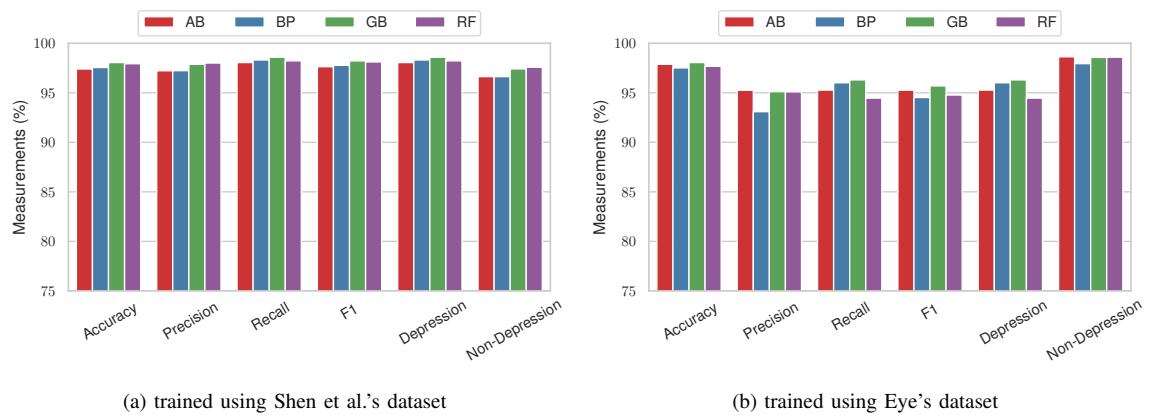 AB BP GB RF
Measurements (%)
100
95
90
85
80
75
Accuracy Precision Recall F1 Depression Non-Depression
(a) trained using Shen et al.'s dataset
AB BP GB RF
Measurements (%)
100
95
90
85
80
75
Accuracy Precision Recall F1 Depression Non-Depression
(b) trained using Eye's dataset